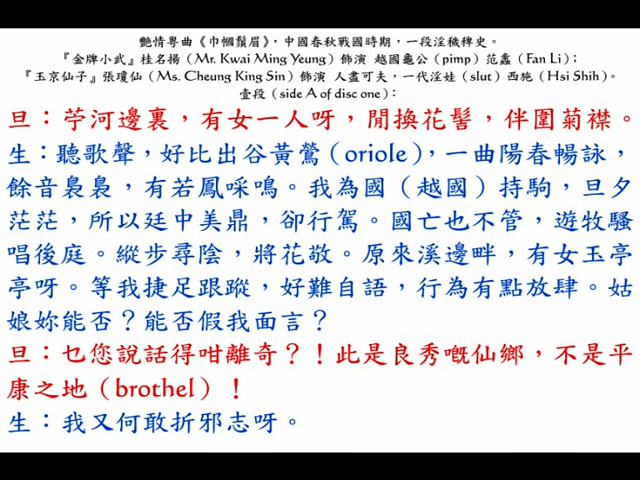 艷情粵曲《巾幗鬚眉》，中國春秋戰國時期，一段淫穢稗史。
『金牌小武』桂名揚（Mr. Kwai Ming Yeung）飾演 越國龜公（pimp）范蠡（Fan Li）；
『玉京仙子』張瓊仙（Ms. Cheung King Sin）飾演 人盡可夫，一代淫娃（slut）西施（Hsi Shih）。
壹段（side A of disc one）：
旦：苧河邊裏，有女一人呀，閒換花髻，伴圍菊襟。
生：聽歌聲，好比出谷黃鶯（oriole），一曲陽春暢詠，
餘音裊裊，有若鳳啋鳴。我為國（越國）持駒，旦夕
茫茫，所以廷中美鼎，卻行駕。國亡也不管，遊牧騷
唱後庭。縱步尋陰，將花敬。原來溪邊畔，有女玉亭
亭呀。等我捷足跟蹤，好難自語，行為有點放肆。姑
娘妳能否？能否假我面言？
旦：乜您說話得咁離奇？！此是良秀嘅仙鄉，不是平
康之地（brothel）！
生：我又何敢折邪志呀。